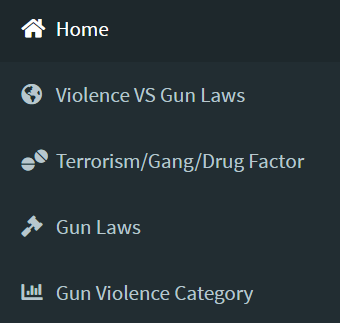 Home
Violence VS Gun Laws
Terrorism/Gang/Drug Factor
Gun Laws
Gun Violence Category